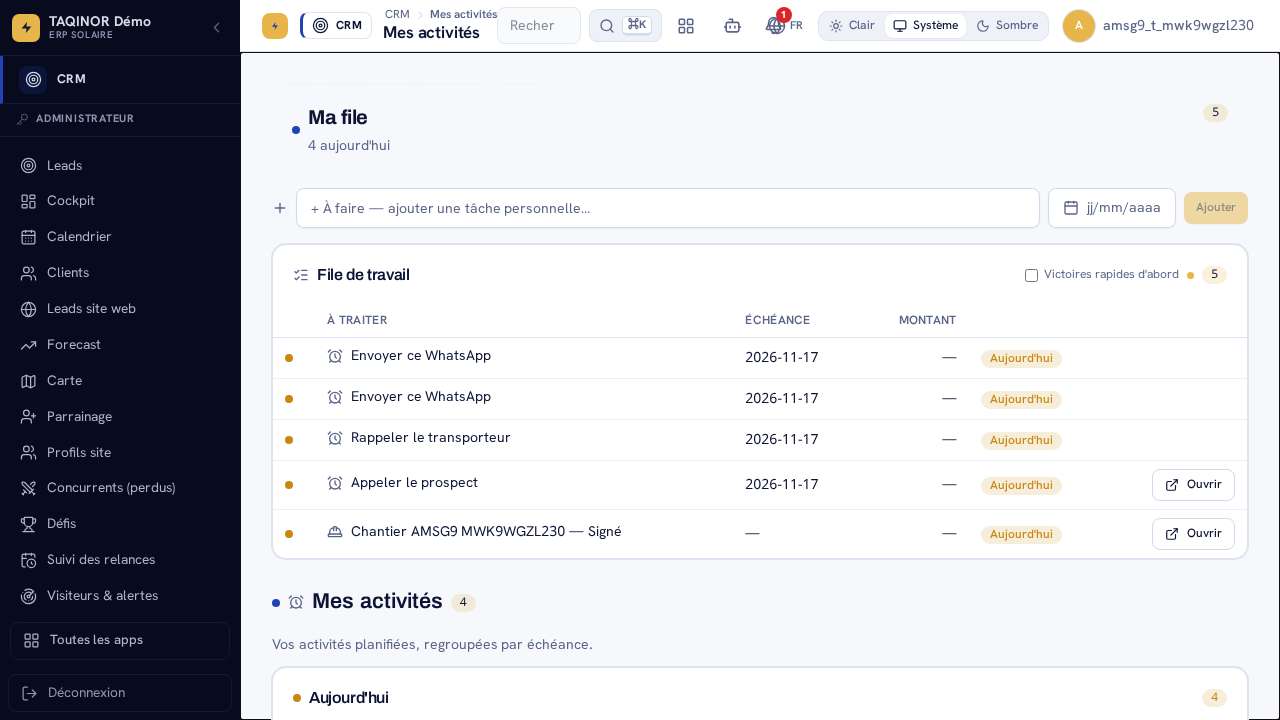 TAQINOR Démo
ERP SOLAIRE
CRM
ADMINISTRATEUR
Leads
Cockpit
Calendrier
Clients
Leads site web
Forecast
Carte
Parrainage
Profils site
Concurrents (perdus)
Défis
Suivi des relances
Visiteurs & alertes
Toutes les apps
Déconnexion
CRM
CRM > Mes activités
Mes activités
Recher
⌘K
1
FR
Clair
Système
Sombre
A
amsg9_t_mwk9wgzl230
Ma file
5
4 aujourd'hui
+ À faire — ajouter une tâche personnelle...
jj/mm/aaaa
Ajouter
File de travail
Victoires rapides d'abord
5
À TRAITER ÉCHÉANCE MONTANT
Envoyer ce WhatsApp 2026-11-17 — Aujourd'hui
Envoyer ce WhatsApp 2026-11-17 — Aujourd'hui
Rappeler le transporteur 2026-11-17 — Aujourd'hui
Appeler le prospect 2026-11-17 — Aujourd'hui Ouvrir
Chantier AMSG9 MWK9WGZL230 — Signé — — Aujourd'hui Ouvrir
Mes activités 4
Vos activités planifiées, regroupées par échéance.
Aujourd'hui 4